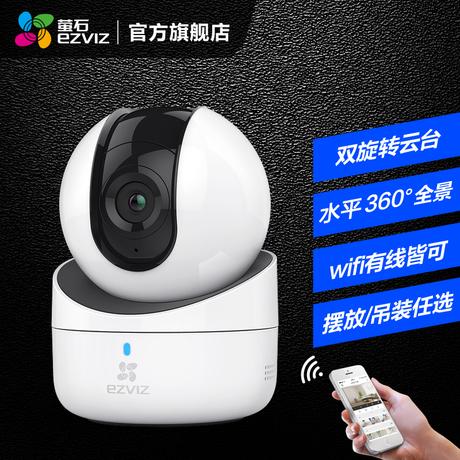 萤石
ezviz
官方旗舰店
双旋转云台
水平 360°全景
wifi有线皆可
摆放/吊装任选
ezviz